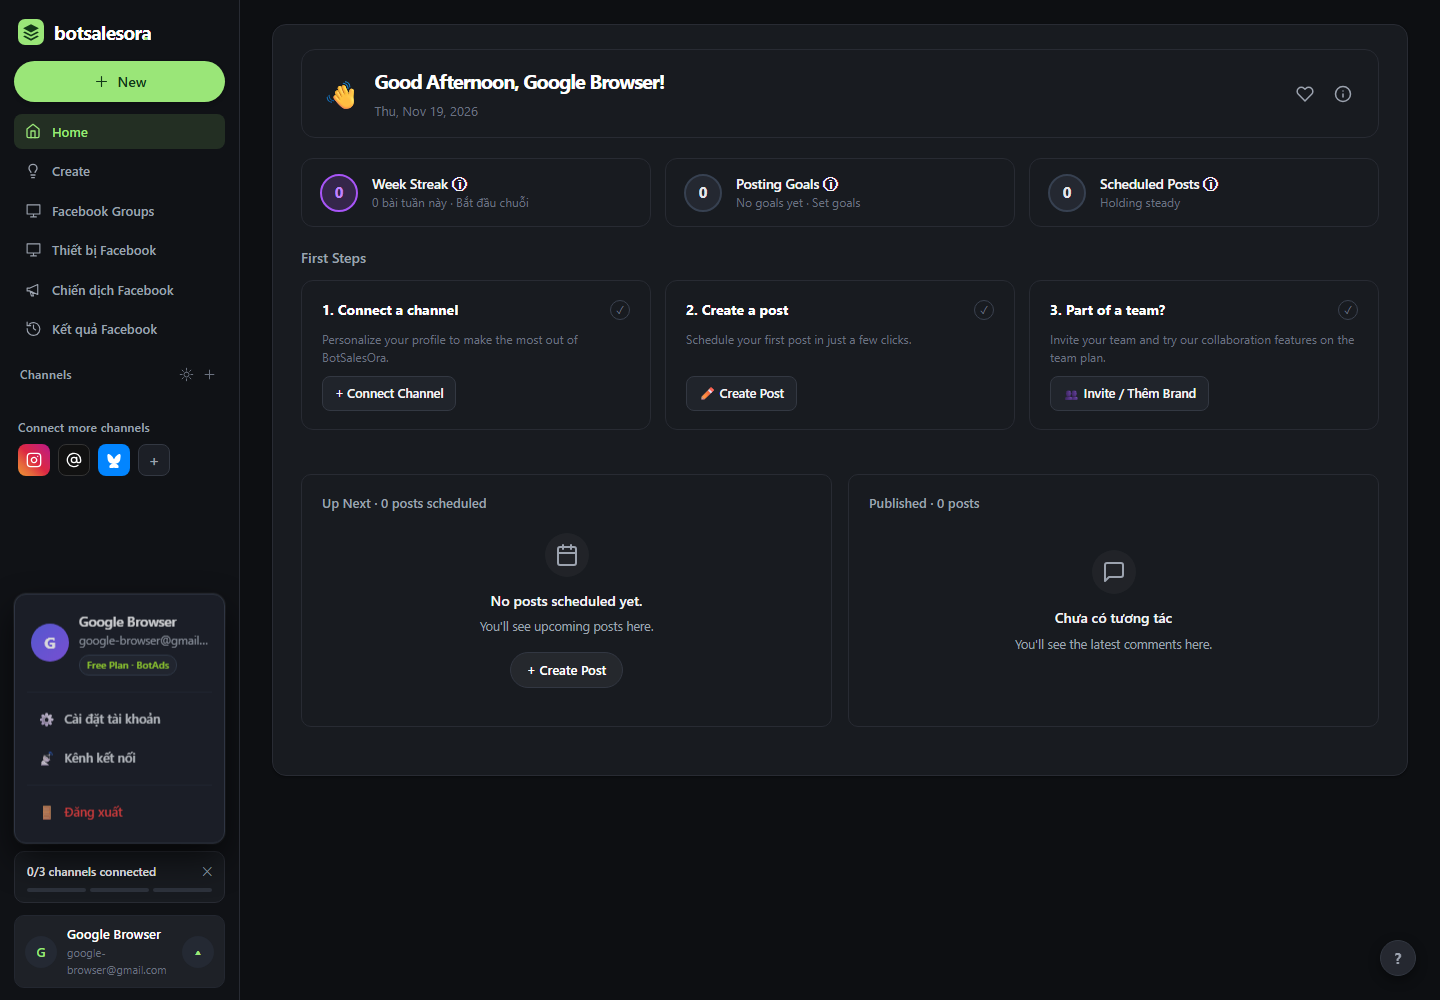 botsalesora
+ New
Home
Create
Facebook Groups
Thiết bị Facebook
Chiến dịch Facebook
Kết quả Facebook
Channels
Connect more channels
Google Browser
google-browser@gmail...
Free Plan · BotAds
G
Cài đặt tài khoản
Kênh kết nối
Đăng xuất
0/3 channels connected
G
Google Browser
google-
browser@gmail.com
Good Afternoon, Google Browser!
Thu, Nov 19, 2026
0
Week Streak ⓘ
0 bài tuần này · Bắt đầu chuỗi
0
Posting Goals ⓘ
No goals yet · Set goals
0
Scheduled Posts ⓘ
Holding steady
First Steps
1. Connect a channel
Personalize your profile to make the most out of
BotSalesOra.
+ Connect Channel
2. Create a post
Schedule your first post in just a few clicks.
Create Post
3. Part of a team?
Invite your team and try our collaboration features on the
team plan.
Invite / Thêm Brand
Up Next · 0 posts scheduled
No posts scheduled yet.
You'll see upcoming posts here.
+ Create Post
Published · 0 posts
Chưa có tương tác
You'll see the latest comments here.
?